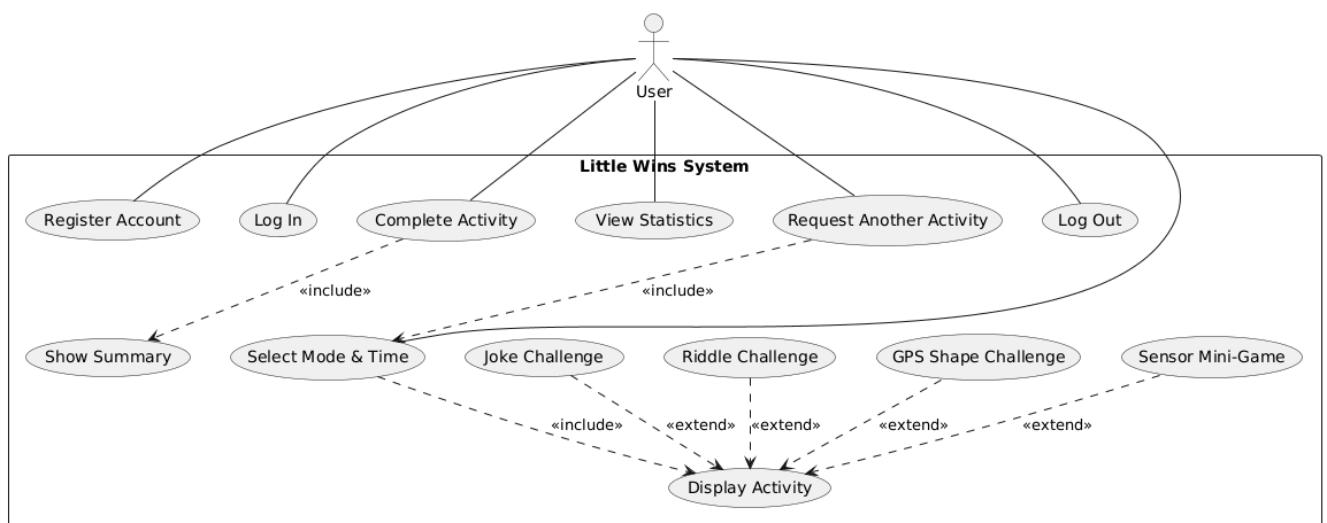 User
Little Wins System
Register Account
Log In
Complete Activity
View Statistics
Request Another Activity
Log Out
«include»
«include»
Show Summary
Select Mode & Time
Joke Challenge
Riddle Challenge
GPS Shape Challenge
Sensor Mini-Game
«include»
«extend»
«extend»
«extend»
«extend»
Display Activity